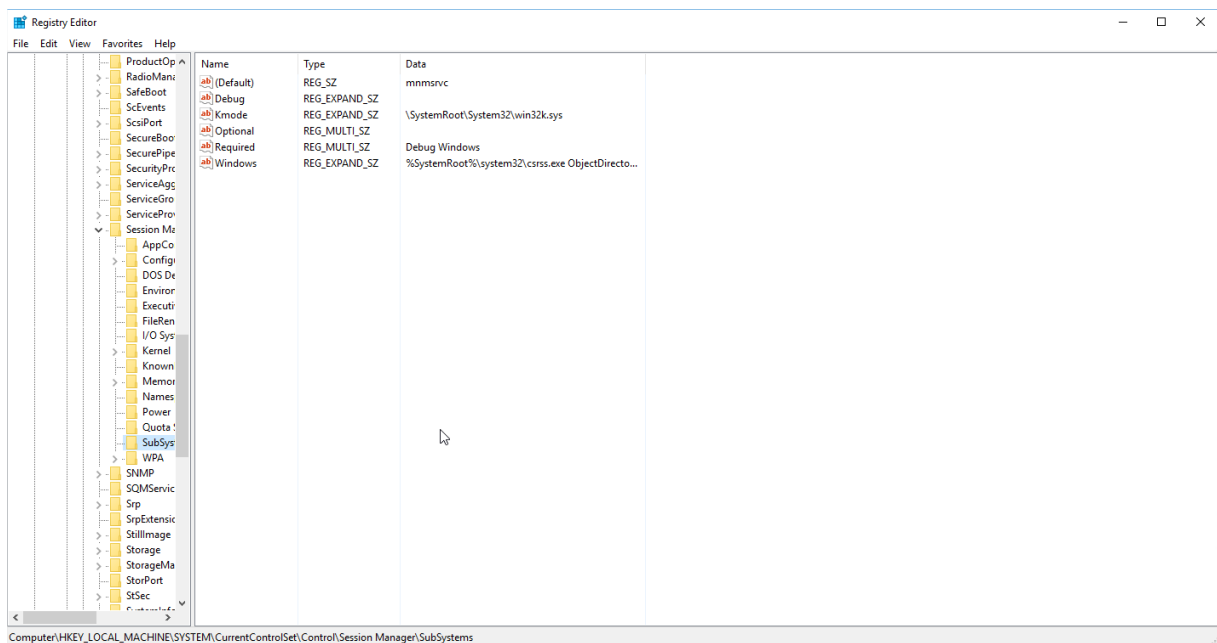 Registry Editor
File Edit View Favorites Help
ProductOp
RadioMana
SafeBoot
ScEvents
ScsiPort
SecureBoot
SecurePipe
SecurityPro
ServiceAgg
ServiceGro
ServiceProv
Session Ma
AppCo
Configu
DOS De
Environ
Executi
FileRen
I/O Sys
Kernel
Known
Memor
Names
Power
Quota
SubSys
WPA
SNMP
SQMServic
Srp
SrpExtensio
StillImage
Storage
StorageMa
StorPort
StSec
Name Type Data
(Default) REG_SZ mnmsrvc
Debug REG_EXPAND_SZ
Kmode REG_EXPAND_SZ \SystemRoot\System32\win32k.sys
Optional REG_MULTI_SZ
Required REG_MULTI_SZ Debug Windows
Windows REG_EXPAND_SZ %SystemRoot%\system32\csrss.exe ObjectDirecto...
Computer\HKEY_LOCAL_MACHINE\SYSTEM\CurrentControlSet\Control\Session Manager\SubSystems